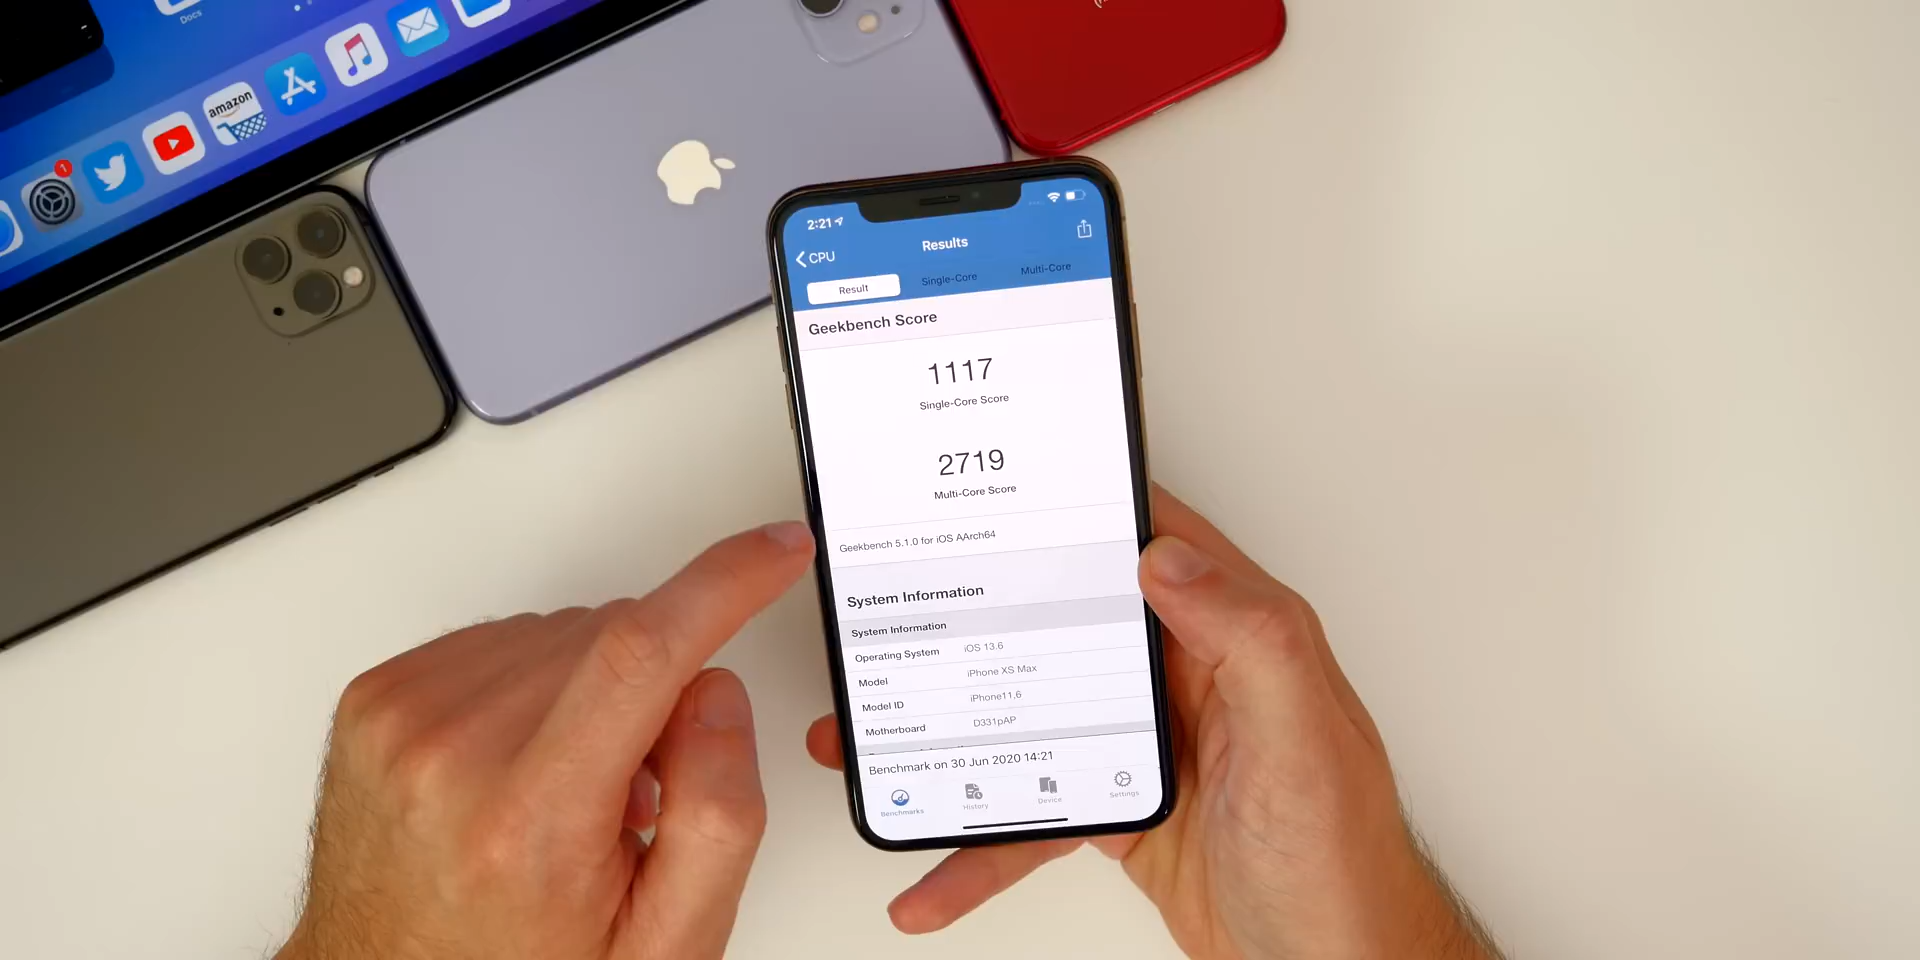 Docs
amazon
1
2:21
CPU
Results
Result
Single-Core
Multi-Core
Geekbench Score
1117
Single-Core Score
2719
Multi-Core Score
Geekbench 5.1.0 for iOS AArch64
System Information
System Information
Operating System iOS 13.6
Model iPhone XS Max
Model ID iPhone11,6
Motherboard D331pAP
Benchmark on 30 Jun 2020 14:21
Benchmarks
History
Device
Settings